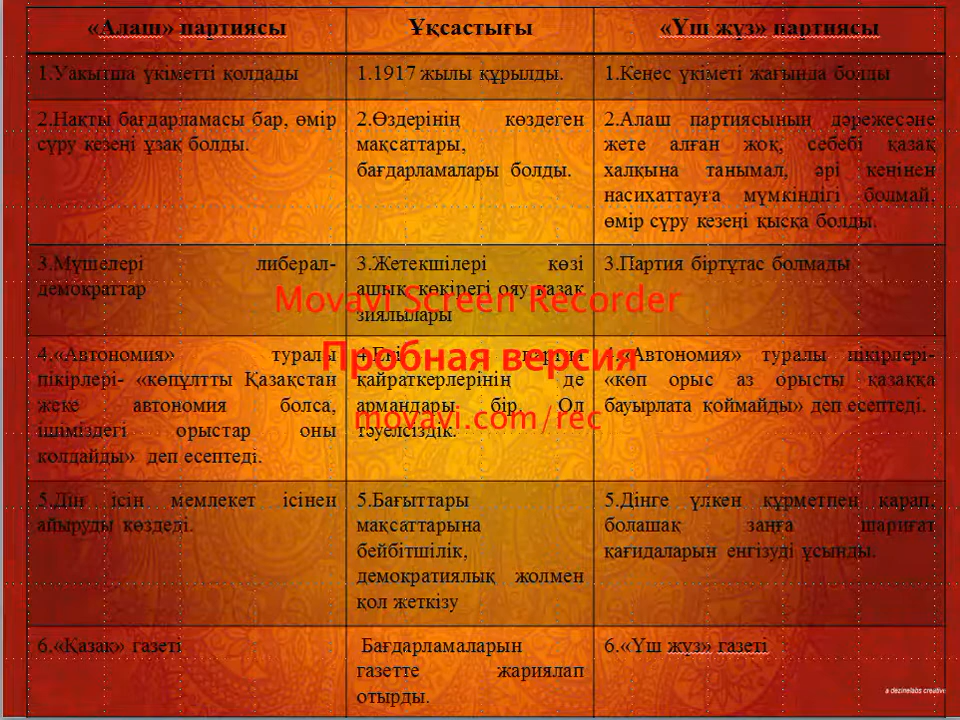 «Алаш» партиясы
Ұқсастығы
«Үш жүз» партиясы
1.Уақытша үкіметті қолдады
1.1917 жылы құрылды.
1.Кеңес үкіметі жағында болды
2.Нақты бағдарламасы бар, өмір
сүру кезеңі ұзақ болды.
2.Өздерінің көздеген
мақсаттары,
бағдарламалары болды.
2.Алаш партиясының дәрежесәне
жете алған жоқ, себебі қазақ
халқына танымал, әрі кеңінен
насихаттауға мүмкіндігі болмай,
өмір сүру кезеңі қысқа болды.
3.Мүшелері либерал-
демократтар
3.Жетекшілері көзі
ашық, көкірегі ояу қазақ
зиялылары
3.Партия біртұтас болмады
4.«Автономия» туралы
пікірлері- «көпұлтты Қазақстан
жеке автономия болса,
ішіміздегі орыстар оны
қолдайды» деп есептеді.
4.Екі партия
қайраткерлерінің де
армандары бір. Ол
тәуелсіздік.
4.«Автономия» туралы пікірлері-
«көп орыс аз орысты қазаққа
бауырлата қоймайды» деп есептеді.
5.Дін ісін мемлекет ісінен
айыруды көздеді.
5.Бағыттары
мақсаттарына
бейбітшілік,
демократиялық жолмен
қол жеткізу
5.Дінге үлкен құрметпен қарап,
болашақ заңға шариғат
қағидаларын енгізуді ұсынды.
6.«Қазақ» газеті
Бағдарламаларын
газетте жариялап
отырды.
6.«Үш жүз» газеті
Movavi Screen Recorder
Пробная версия
movavi.com/rec
a dezinelabs creative